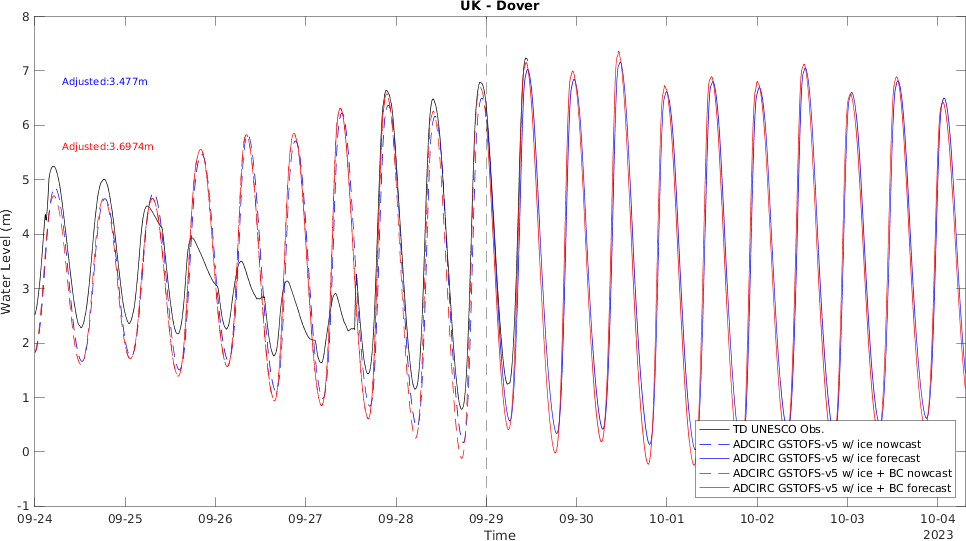 UK - Dover
8
7
6
5
4
3
2
1
0
-1
Water Level (m)
Adjusted:3.477m
Adjusted:3.6974m
TD UNESCO Obs.
ADCIRC GSTOFS-v5 w/ ice nowcast
ADCIRC GSTOFS-v5 w/ ice forecast
ADCIRC GSTOFS-v5 w/ ice + BC nowcast
ADCIRC GSTOFS-v5 w/ ice + BC forecast
09-24 09-25 09-26 09-27 09-28 09-29 09-30 10-01 10-02 10-03 10-04
Time 2023